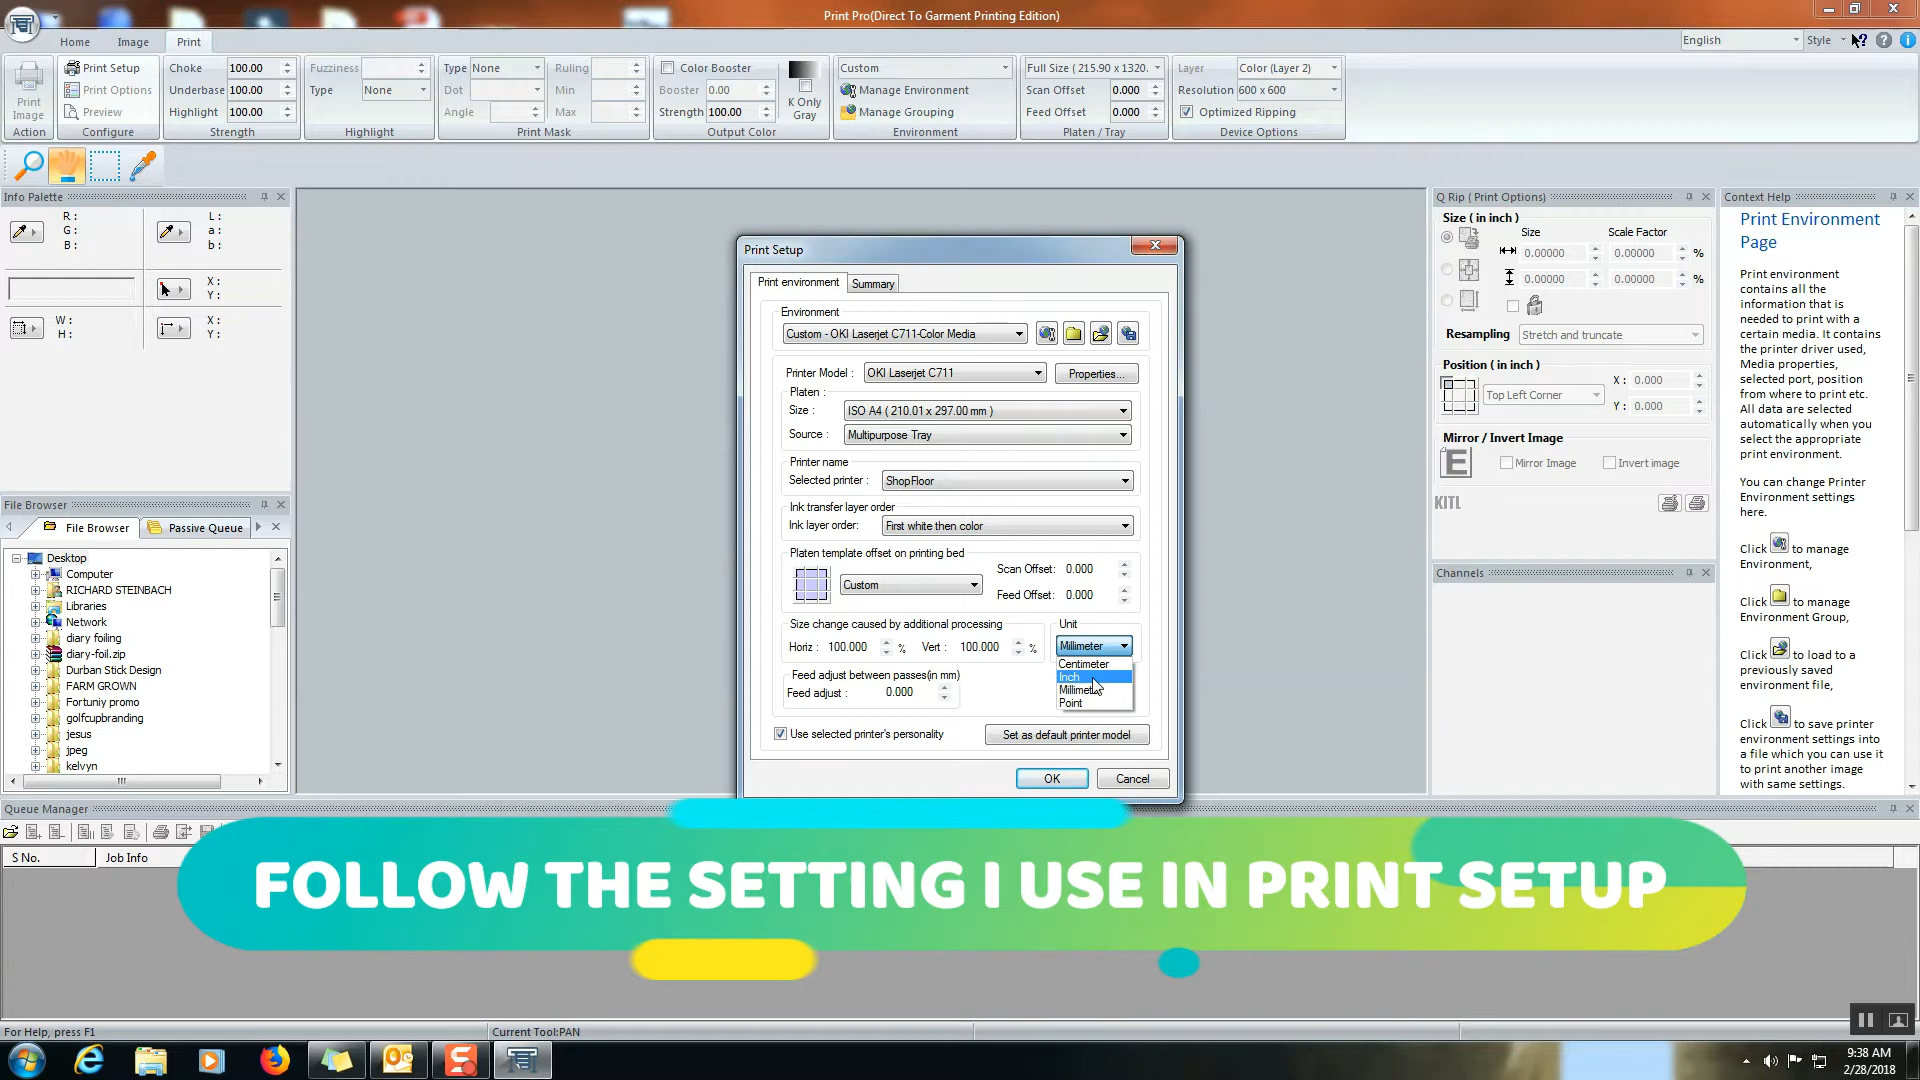 Print Pro(Direct To Garment Printing Edition)
Home Image Print English Style
Print Setup Choke 100.00 Fuzziness Type None Ruling Color Booster Custom Full Size ( 215.90 x 1320. Layer Color (Layer 2)
Print Options Underbase 100.00 Type None Dot Max Booster 0.00 Manage Environment Scan Offset 0.000 Resolution 600 x 600
Print Image Preview Highlight 100.00 Angle Min Strength 100.00 K Only Gray Manage Grouping Feed Offset 0.000 Optimized Ripping
Action Configure Strength Highlight Print Mask Output Color Environment Platen / Tray Device Options
Info Palette
R :
G :
B :
L :
a :
b :
X :
Y :
W :
H :
X :
Y :
File Browser
File Browser Passive Queue
Desktop
Computer
RICHARD STEINBACH
Libraries
Network
diary foiling
diary-foil.zip
Durban Stick Design
FARM GROWN
Fortuniy promo
golfcupbranding
jesus
jpeg
kelvyn
Print Setup
Print environment Summary
Environment
Custom - OKI Laserjet C711-Color Media
Printer Model : OKI Laserjet C711 Properties...
Platen :
Size : ISO A4 ( 210.01 x 297.00 mm )
Source : Multipurpose Tray
Printer name
Selected printer : ShopFloor
Ink transfer layer order
Ink layer order: First white then color
Platen template offset on printing bed
Custom
Scan Offset: 0.000
Feed Offset: 0.000
Size change caused by additional processing Unit
Horiz : 100.000 % Vert : 100.000 % Millimeter
Centimeter
Inch
Millimeter
Point
Feed adjust between passes(in mm)
Feed adjust : 0.000
Use selected printer's personality Set as default printer model
OK Cancel
Q Rip ( Print Options)
Size ( in inch )
Size Scale Factor
0.00000 0.00000 %
0.00000 0.00000 %
Resampling Stretch and truncate
Position ( in inch )
Top Left Corner X : 0.000
Y : 0.000
Mirror / Invert Image
E Mirror Image Invert image
KITL
Channels
Context Help
Print Environment
Page
Print environment
contains all the
information that is
needed to print with a
certain media. It contains
the printer driver used,
Media properties,
selected port, position
from where to print etc.
All data are selected
automatically when you
select the appropriate
print environment.
You can change Printer
Environment settings
here.
Click to manage
Environment,
Click to manage
Environment Group,
Click to load to a
previously saved
environment file,
Click to save printer
environment settings into
a file which you can use it
to print another image
with same settings.
Queue Manager
S No. Job Info
FOLLOW THE SETTING I USE IN PRINT SETUP
For Help, press F1 Current Tool:PAN
9:38 AM
2/28/2018